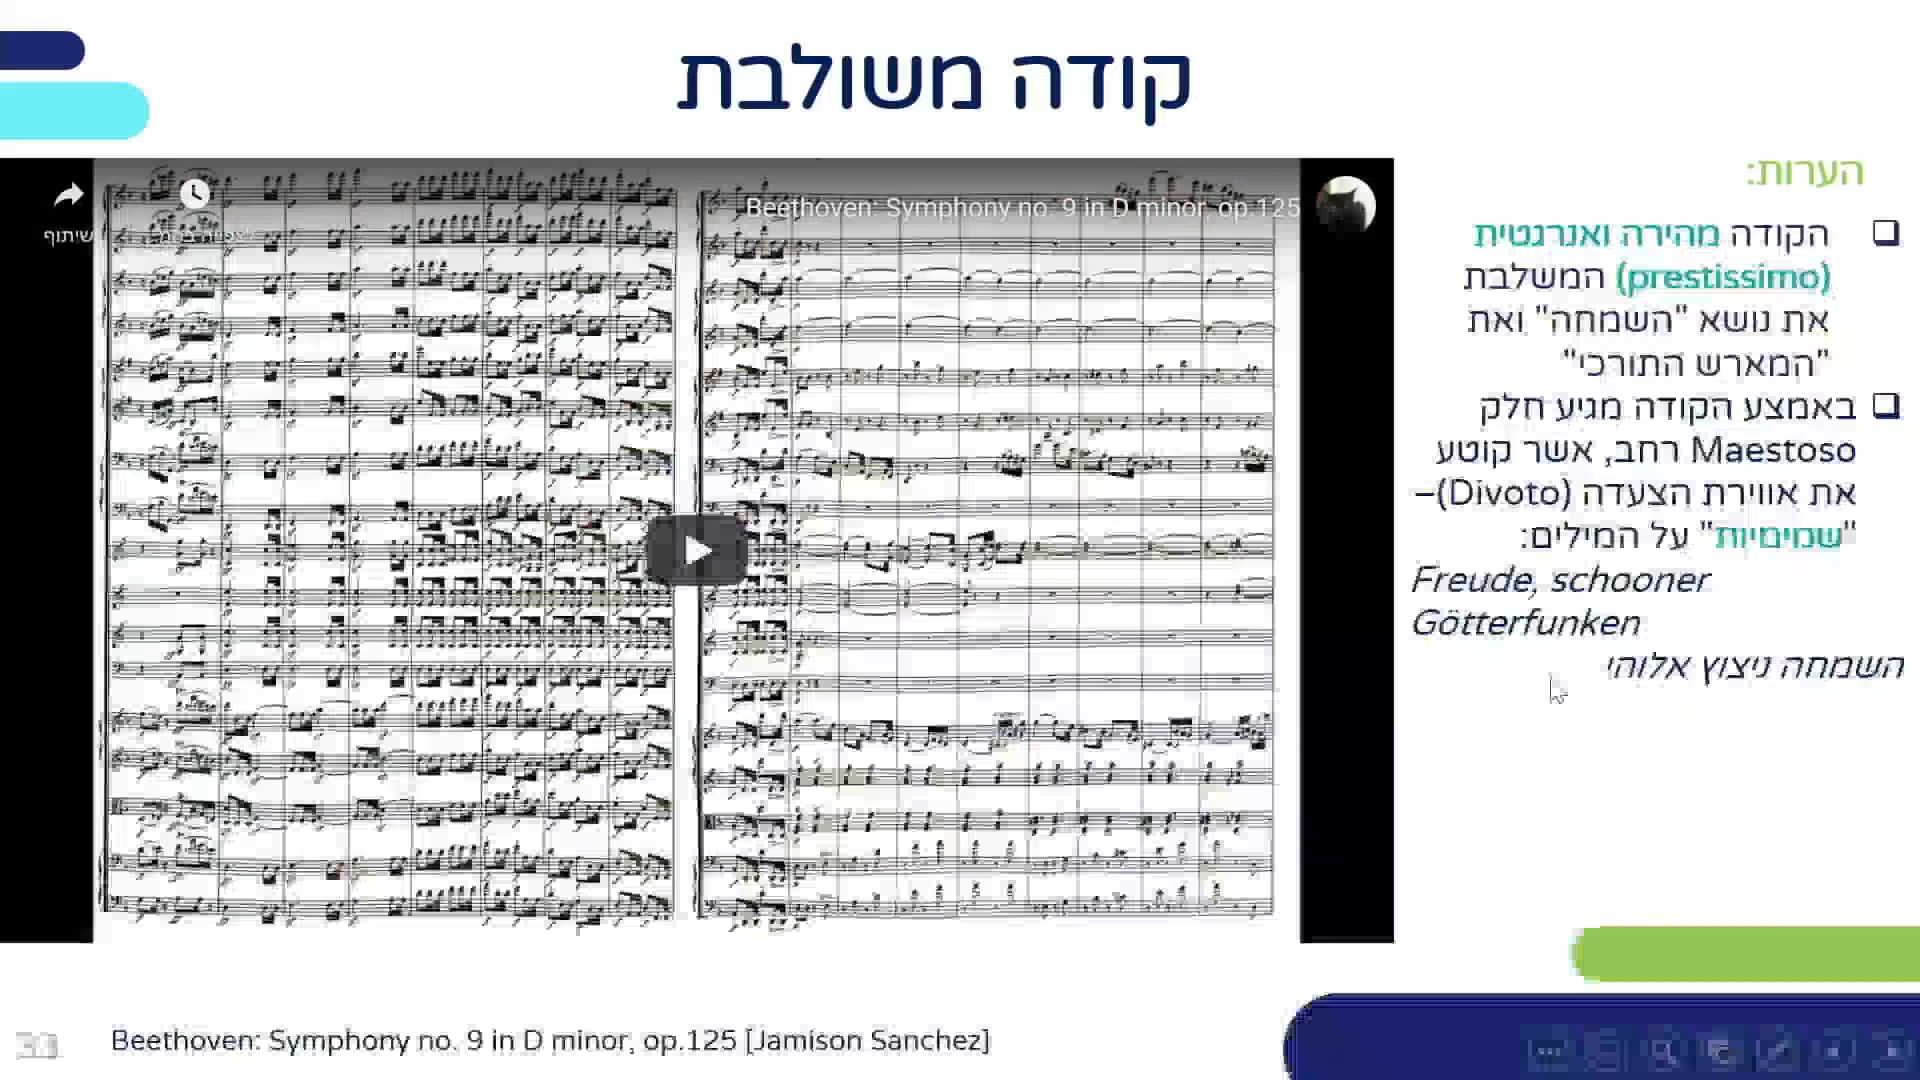 קודה משולבת
שיתוף
Beethoven: Symphony no. 9 in D minor, op.125
הערות:
הקודה מהירה ואנרגטית
(prestissimo) המשלבת
את נושא "השמחה" ואת
"המארש התורכי"
באמצע הקודה מגיע חלק
Maestoso רחב, אשר קוטע
את אווירת הצעדה (Divoto)–
"שמימיות" על המילים:
Freude, schooner
Götterfunken
השמחה ניצוץ אלוהי
Beethoven: Symphony no. 9 in D minor, op.125 [Jamison Sanchez]